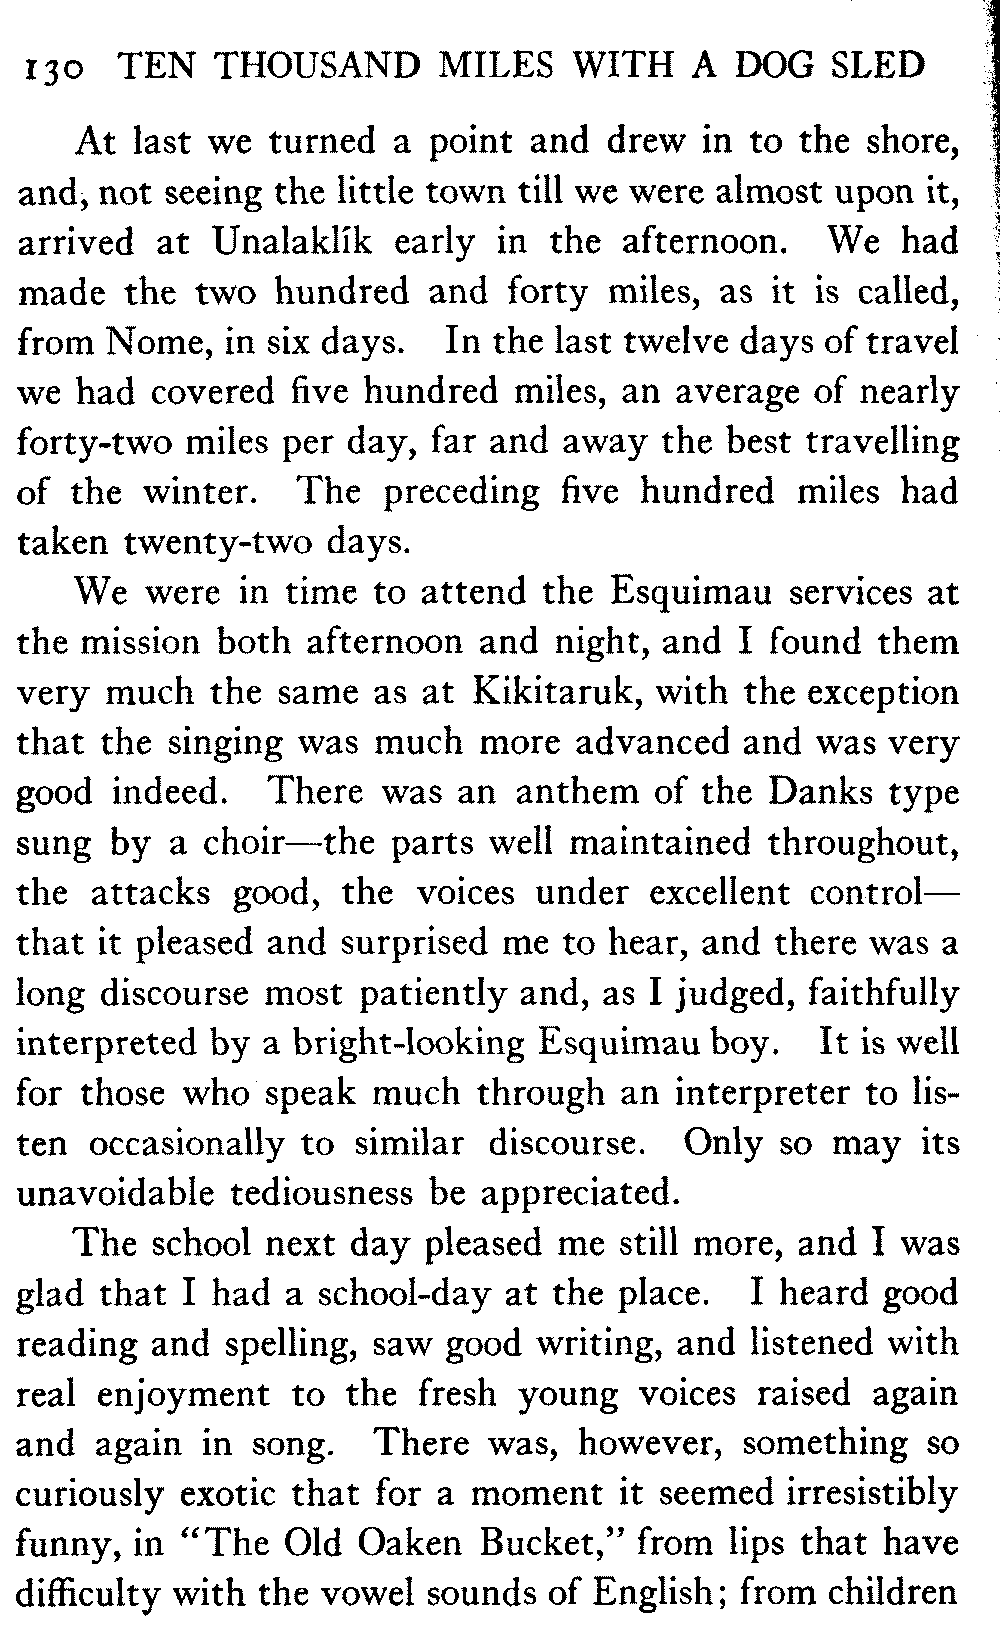 130 TEN THOUSAND MILES WITH A DOG SLED
At last we turned a point and drew in to the shore,
and, not seeing the little town till we were almost upon it,
arrived at Unalaklík early in the afternoon. We had
made the two hundred and forty miles, as it is called,
from Nome, in six days. In the last twelve days of travel
we had covered five hundred miles, an average of nearly
forty-two miles per day, far and away the best travelling
of the winter. The preceding five hundred miles had
taken twenty-two days.
We were in time to attend the Esquimau services at
the mission both afternoon and night, and I found them
very much the same as at Kikitaruk, with the exception
that the singing was much more advanced and was very
good indeed. There was an anthem of the Danks type
sung by a choir—the parts well maintained throughout,
the attacks good, the voices under excellent control—
that it pleased and surprised me to hear, and there was a
long discourse most patiently and, as I judged, faithfully
interpreted by a bright-looking Esquimau boy. It is well
for those who speak much through an interpreter to lis-
ten occasionally to similar discourse. Only so may its
unavoidable tediousness be appreciated.
The school next day pleased me still more, and I was
glad that I had a school-day at the place. I heard good
reading and spelling, saw good writing, and listened with
real enjoyment to the fresh young voices raised again
and again in song. There was, however, something so
curiously exotic that for a moment it seemed irresistibly
funny, in "The Old Oaken Bucket," from lips that have
difficulty with the vowel sounds of English; from children